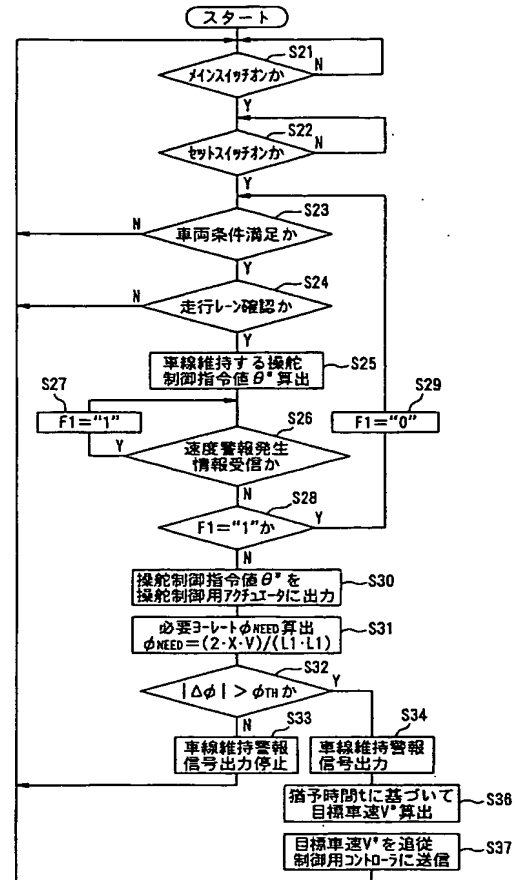 スタート
S21
メインスイッチオンか
N
Y
S22
セットスイッチオンか
N
Y
S23
N
車両条件満足か
Y
S24
N
走行レーン確認か
Y
車線維持する操舵
制御指令値θ* 算出
S25
S27
F1="1"
S26
S29
F1="0"
Y
速度警報発生
情報受信か
N
S28
F1="1"か
Y
N
操舵制御指令値θ*を
操舵制御用アクチュエータに出力
S30
必要ヨーレートφNEED算出
φNEED=(2·X·V)/(L1·L1)
S31
S32
|Δφ|>φTHか
Y
N
S33
車線維持警報
信号出力停止
S34
車線維持警報
信号出力
猶予時間tに基づいて
目標車速V*算出
S36
目標車速V*を追従
制御用コントローラに送信
S37